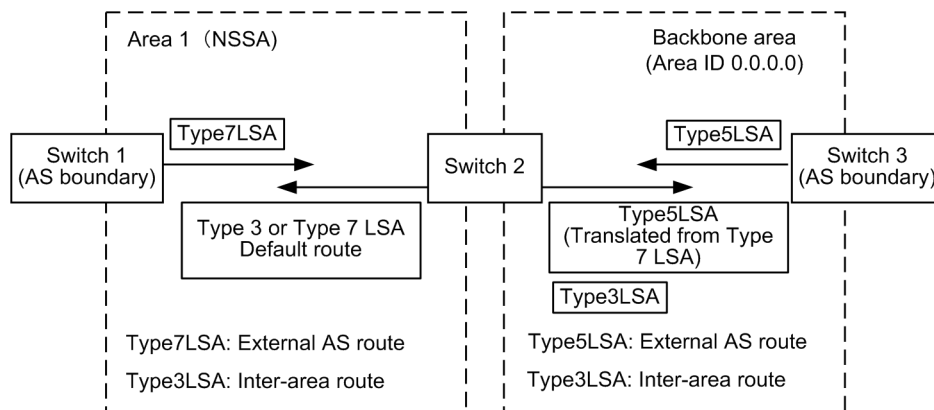 Area 1（NSSA)
Backbone area
(Area ID 0.0.0.0)
Type7LSA
Type5LSA
Switch 1
(AS boundary)
Switch 2
Switch 3
(AS boundary)
Type 3 or Type 7 LSA
Default route
Type5LSA
(Translated from Type
7 LSA)
Type3LSA
Type7LSA: External AS route
Type3LSA: Inter-area route
Type5LSA: External AS route
Type3LSA: Inter-area route